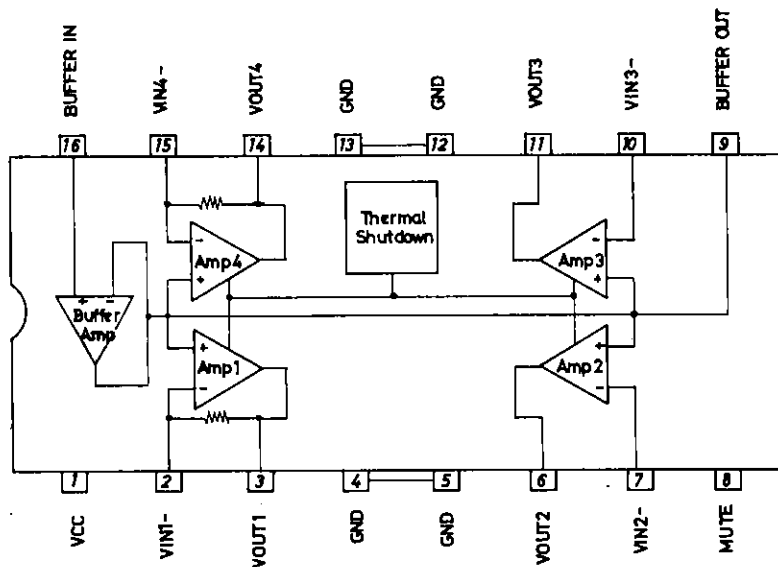 BUFFER IN
VIN4-
VOUT4
GND
GND
VOUT3
VIN3-
BUFFER OUT
16
15
14
13
12
11
10
9
Thermal
Shutdown
-
+
Amp4
-
+
Amp3
+ -
Buffer
Amp
+
-
Amp1
+
-
Amp2
1
2
3
4
5
6
7
8
VCC
VIN1-
VOUT1
GND
GND
VOUT2
VIN2-
MUTE